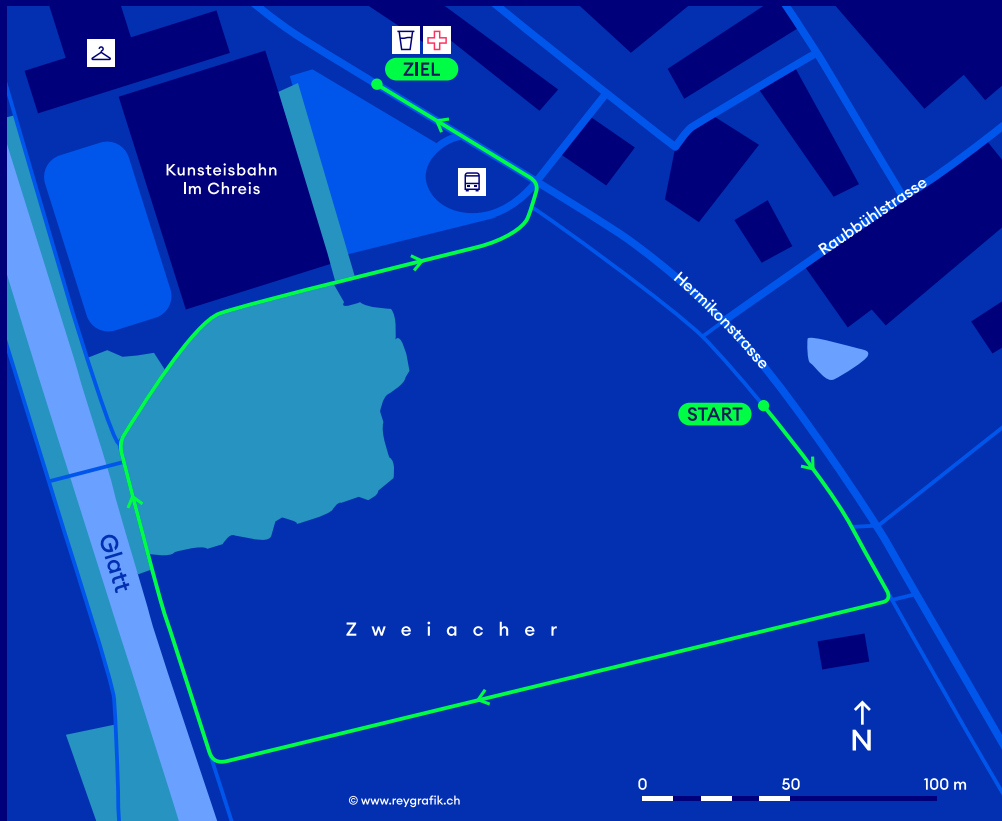 ZIEL
Kunsteisbahn
Im Chreis
Raubbühlstrasse
Hermikonstrasse
START
Glatt
Zweiacher
N
0 50 100 m
© www.reygrafik.ch